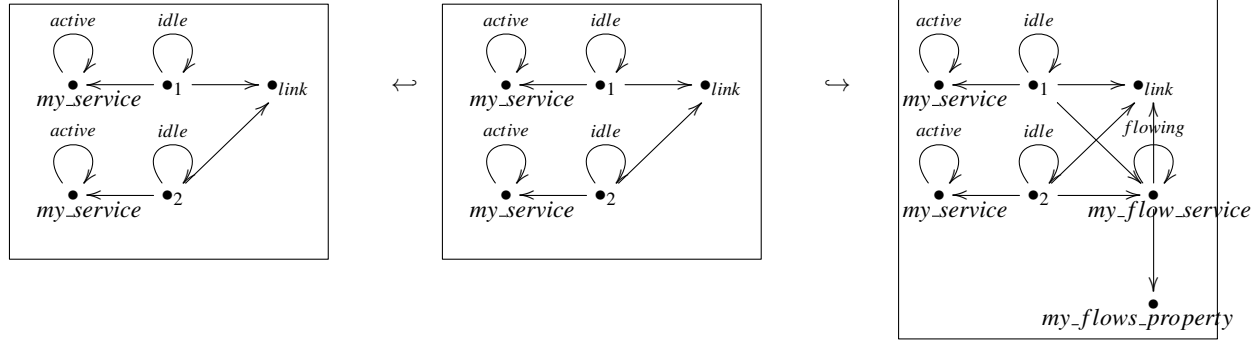 active idle
1 link
my_service
active idle
2
my_service
↩
active idle
1 link
my_service
active idle
2
my_service
↪
active idle
1 link
my_service
active idle flowing
2
my_service my_flow_service
my_flows_property